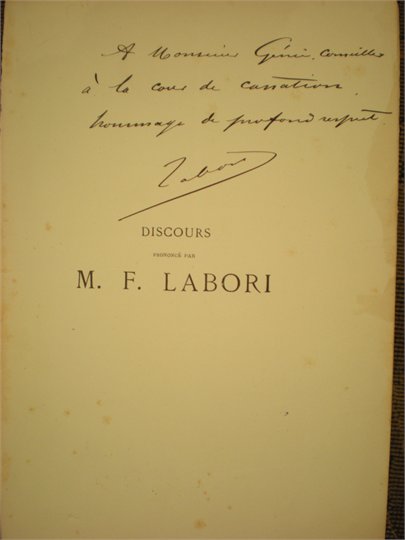 A Monsieur Génie, conseiller
à la cour de cassation,
hommage de profond respect
Labori
DISCOURS
PRONONCÉ PAR
M. F. LABORI